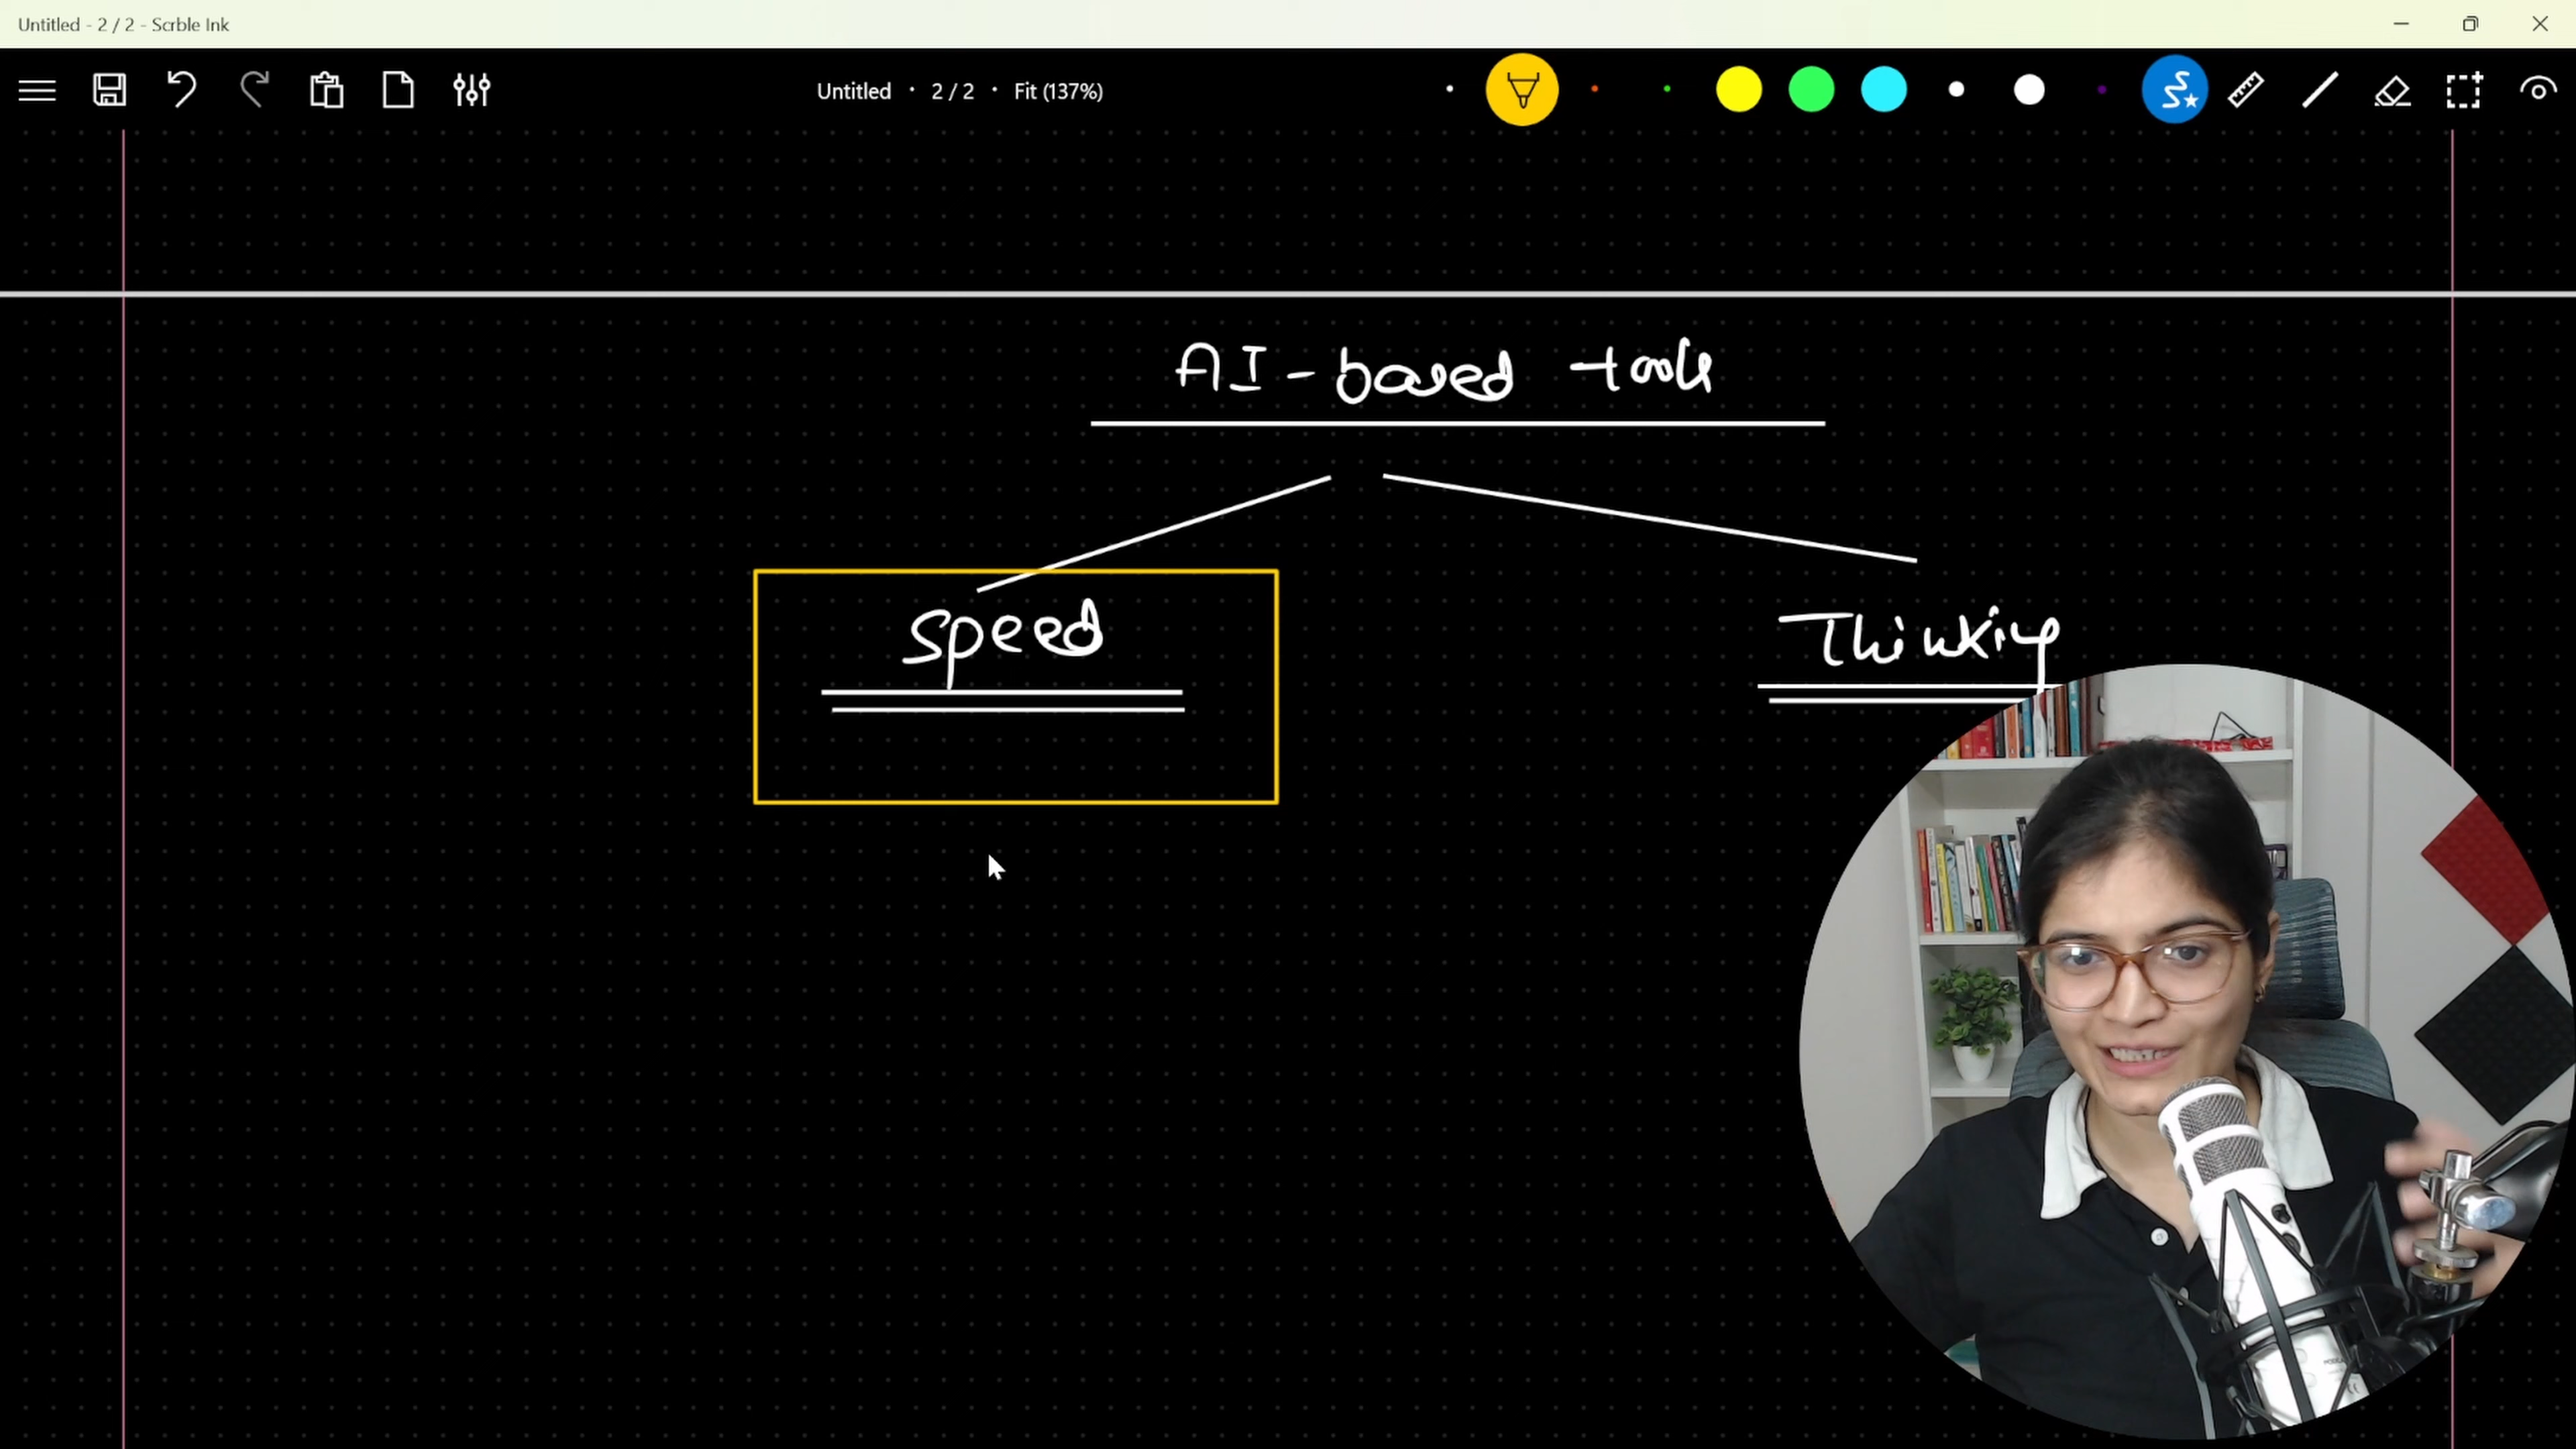 Untitled - 2 / 2 - Scrble Ink
Untitled · 2 / 2 · Fit (137%)
AI - based tools
Speed
Thinking